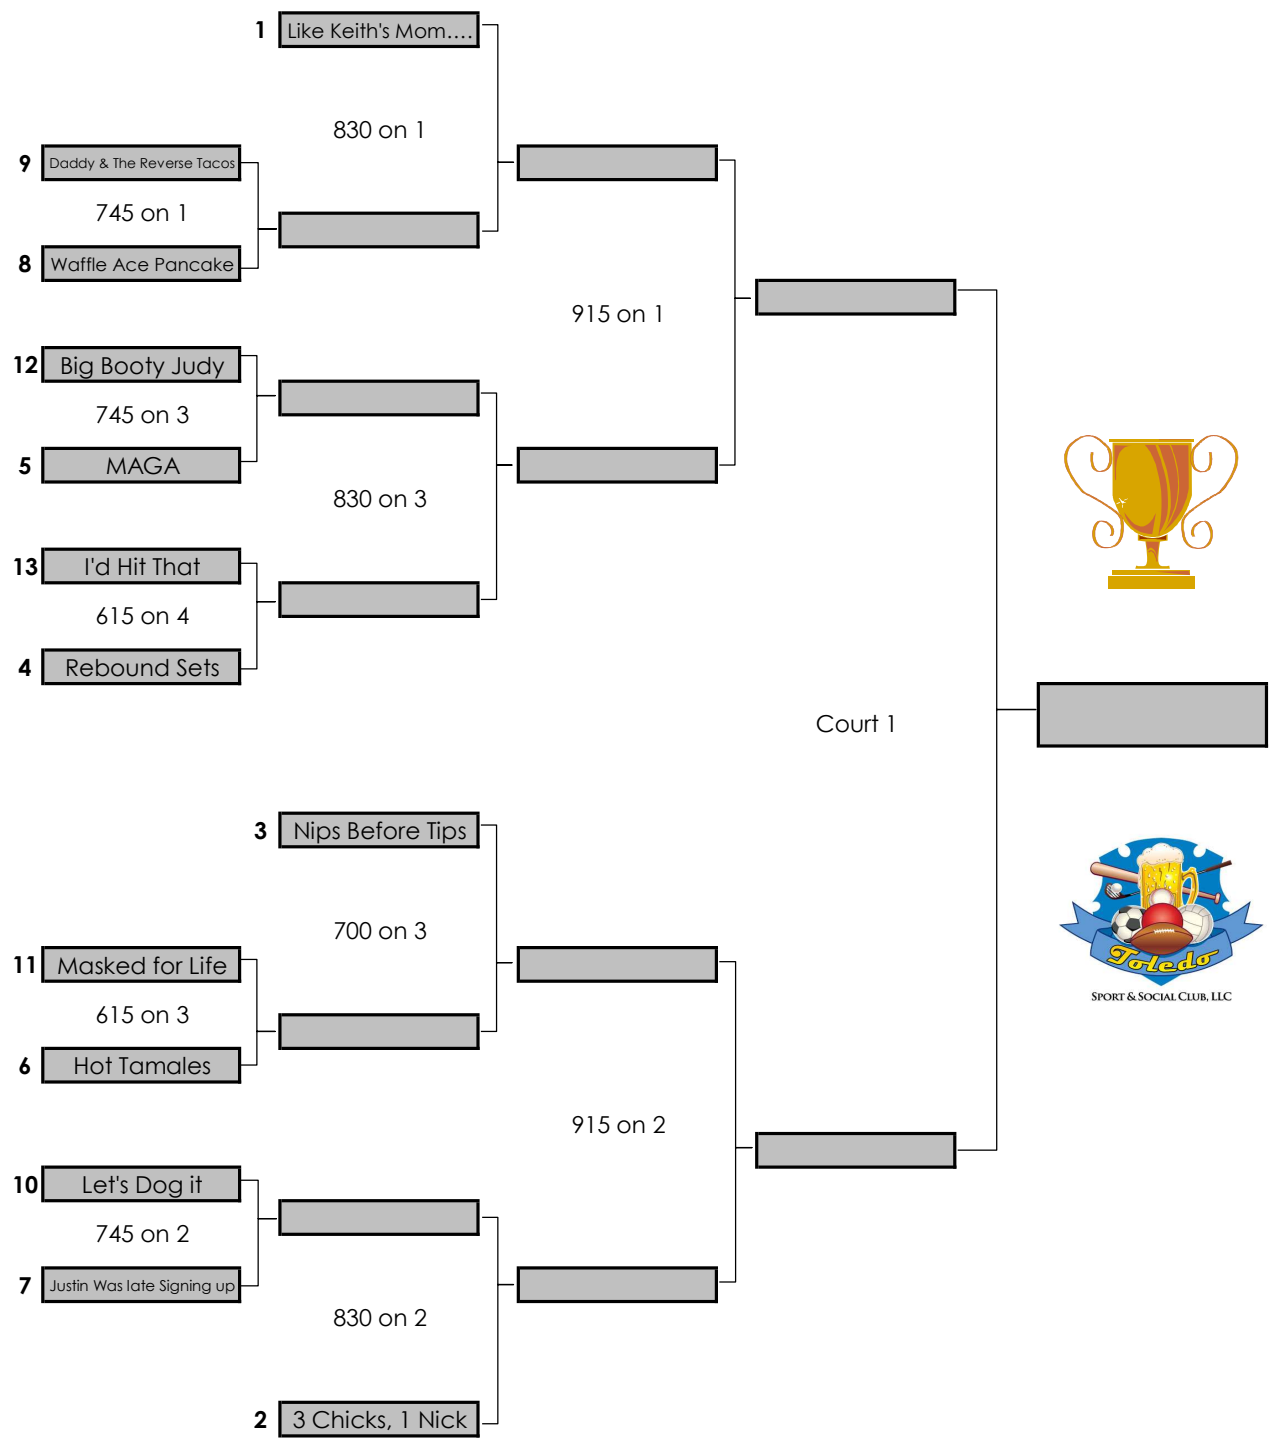 1 Like Keith's Mom....
830 on 1
9 Daddy & The Reverse Tacos
745 on 1
8 Waffle Ace Pancake
915 on 1
12 Big Booty Judy
745 on 3
5 MAGA
830 on 3
13 I'd Hit That
615 on 4
4 Rebound Sets
Court 1
3 Nips Before Tips
700 on 3
11 Masked for Life
615 on 3
6 Hot Tamales
Toledo
SPORT & SOCIAL CLUB, LLC
915 on 2
10 Let's Dog it
745 on 2
7 Justin Was late Signing up
830 on 2
2 3 Chicks, 1 Nick